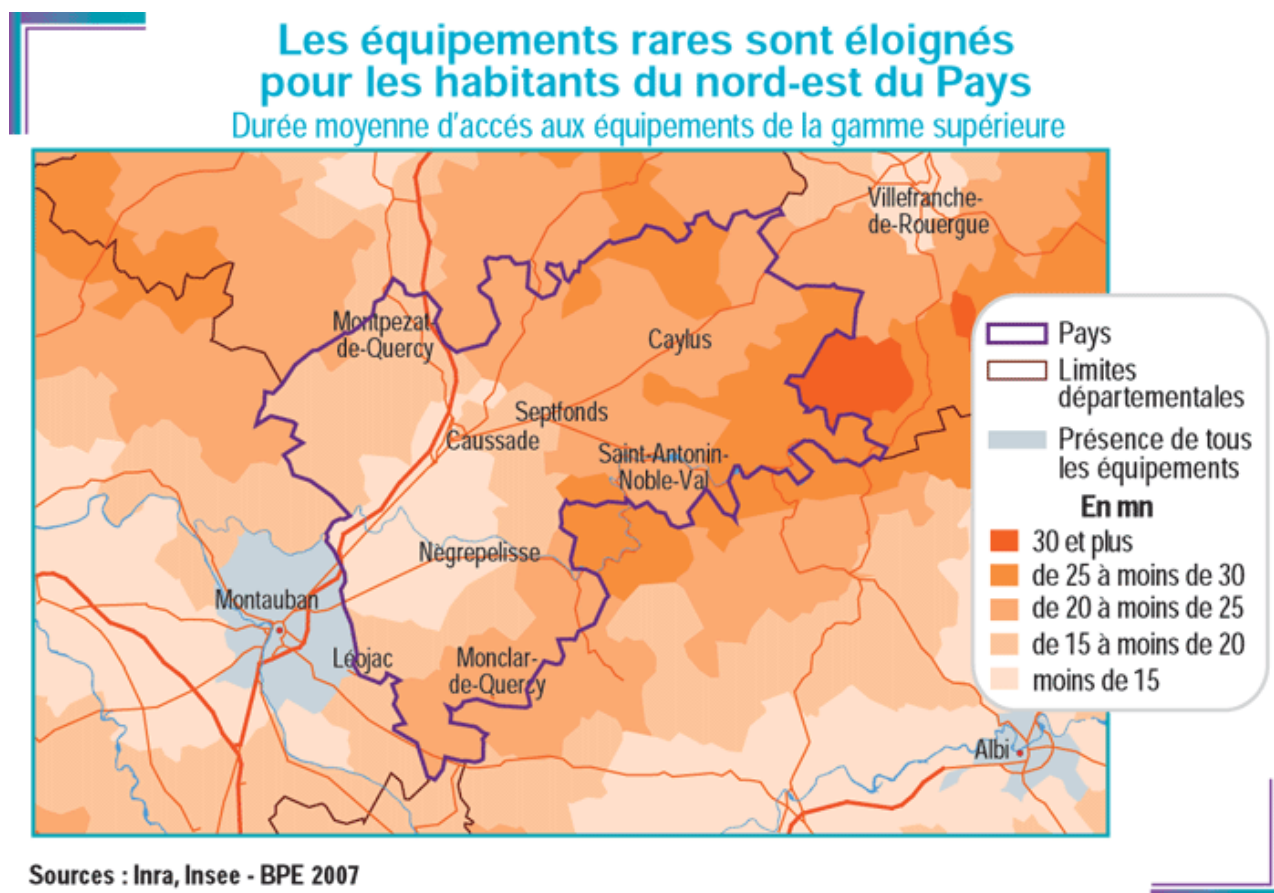 Les équipements rares sont éloignés
pour les habitants du nord-est du Pays
Durée moyenne d'accés aux équipements de la gamme supérieure
Villefranche-
de-Rouergue
Montpezat-
de-Quercy
Caylus
Septfonds
Caussade
Saint-Antonin-
Noble-Val
Nègrepelisse
Montauban
Léojac
Monclar-
de-Quercy
Albi
Pays
Limites
départementales
Présence de tous
les équipements
En mn
30 et plus
de 25 à moins de 30
de 20 à moins de 25
de 15 à moins de 20
moins de 15
Sources : Inra, Insee - BPE 2007